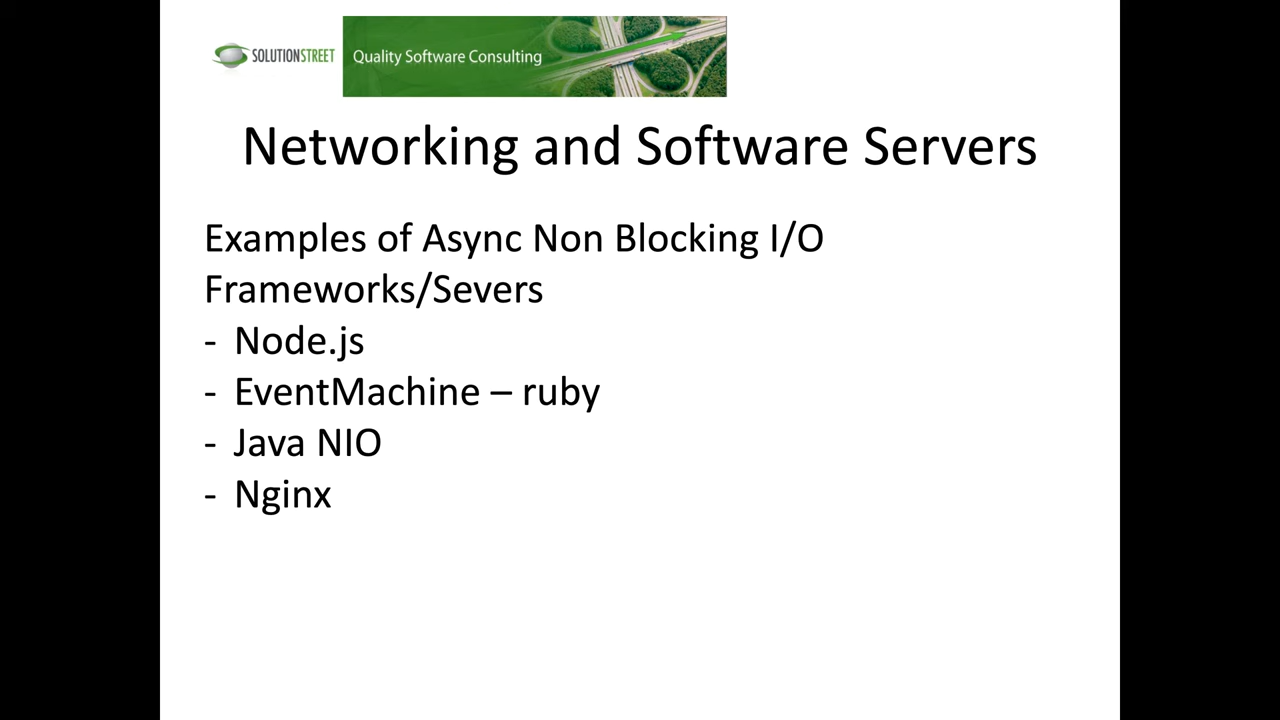 SOLUTIONSTREET
Quality Software Consulting
Networking and Software Servers
Examples of Async Non Blocking I/O
Frameworks/Severs
- Node.js
- EventMachine – ruby
- Java NIO
- Nginx